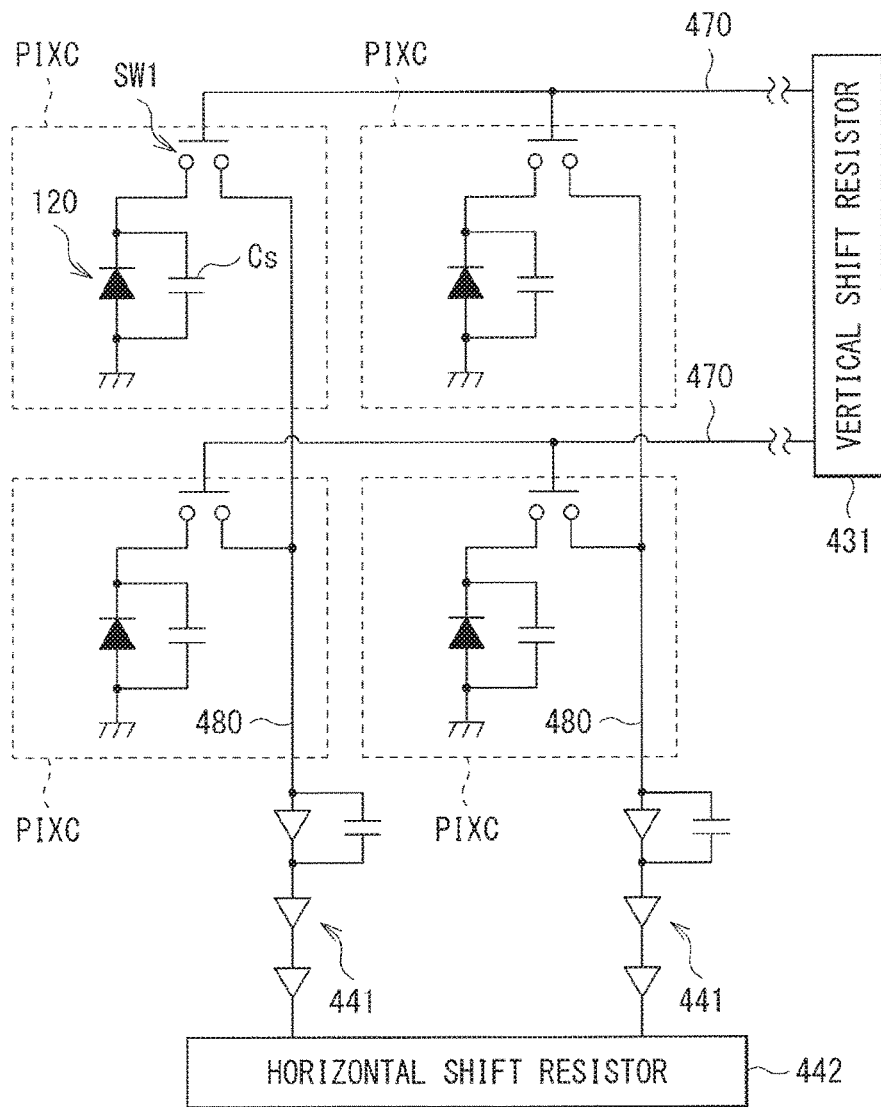 PIXC
SW1
PIXC
470
120
Cs
VERTICAL SHIFT RESISTOR
470
431
480
480
PIXC
PIXC
441
441
HORIZONTAL SHIFT RESISTOR
442